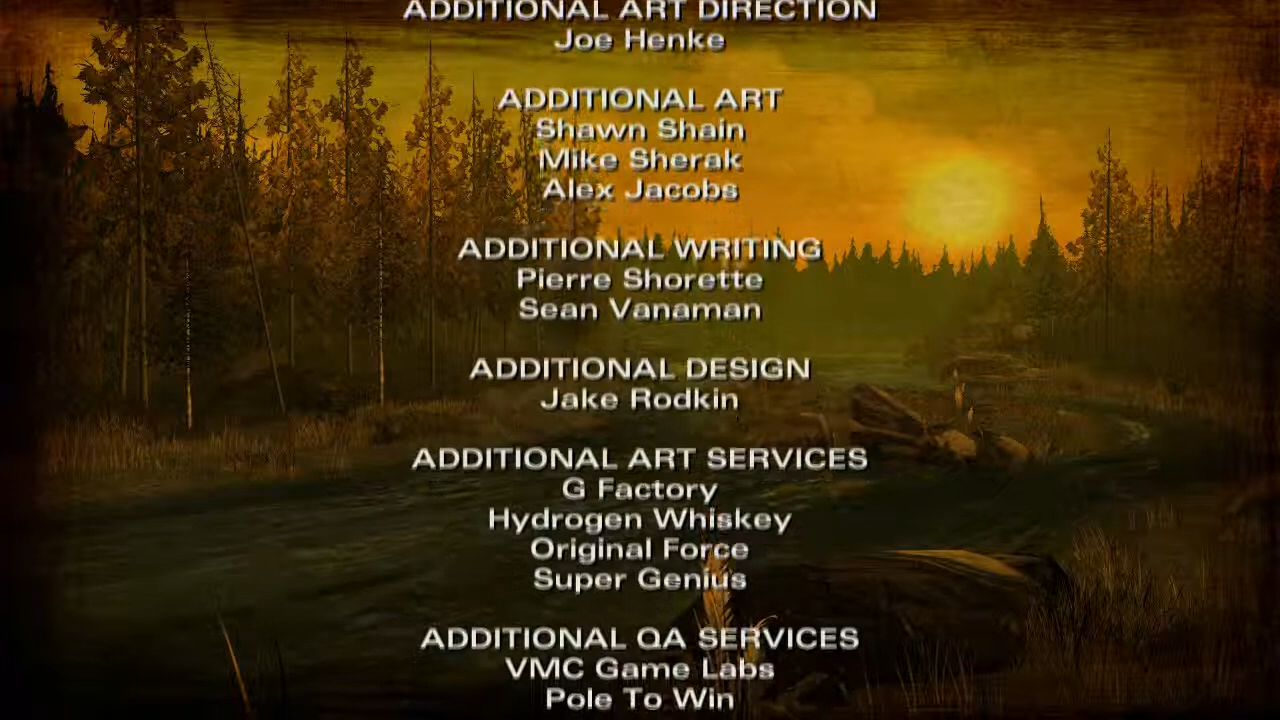 ADDITIONAL ART DIRECTION
Joe Henke
ADDITIONAL ART
Shawn Shain
Mike Sherak
Alex Jacobs
ADDITIONAL WRITING
Pierre Shorette
Sean Vanaman
ADDITIONAL DESIGN
Jake Rodkin
ADDITIONAL ART SERVICES
G Factory
Hydrogen Whiskey
Original Force
Super Genius
ADDITIONAL QA SERVICES
VMC Game Labs
Pole To Win